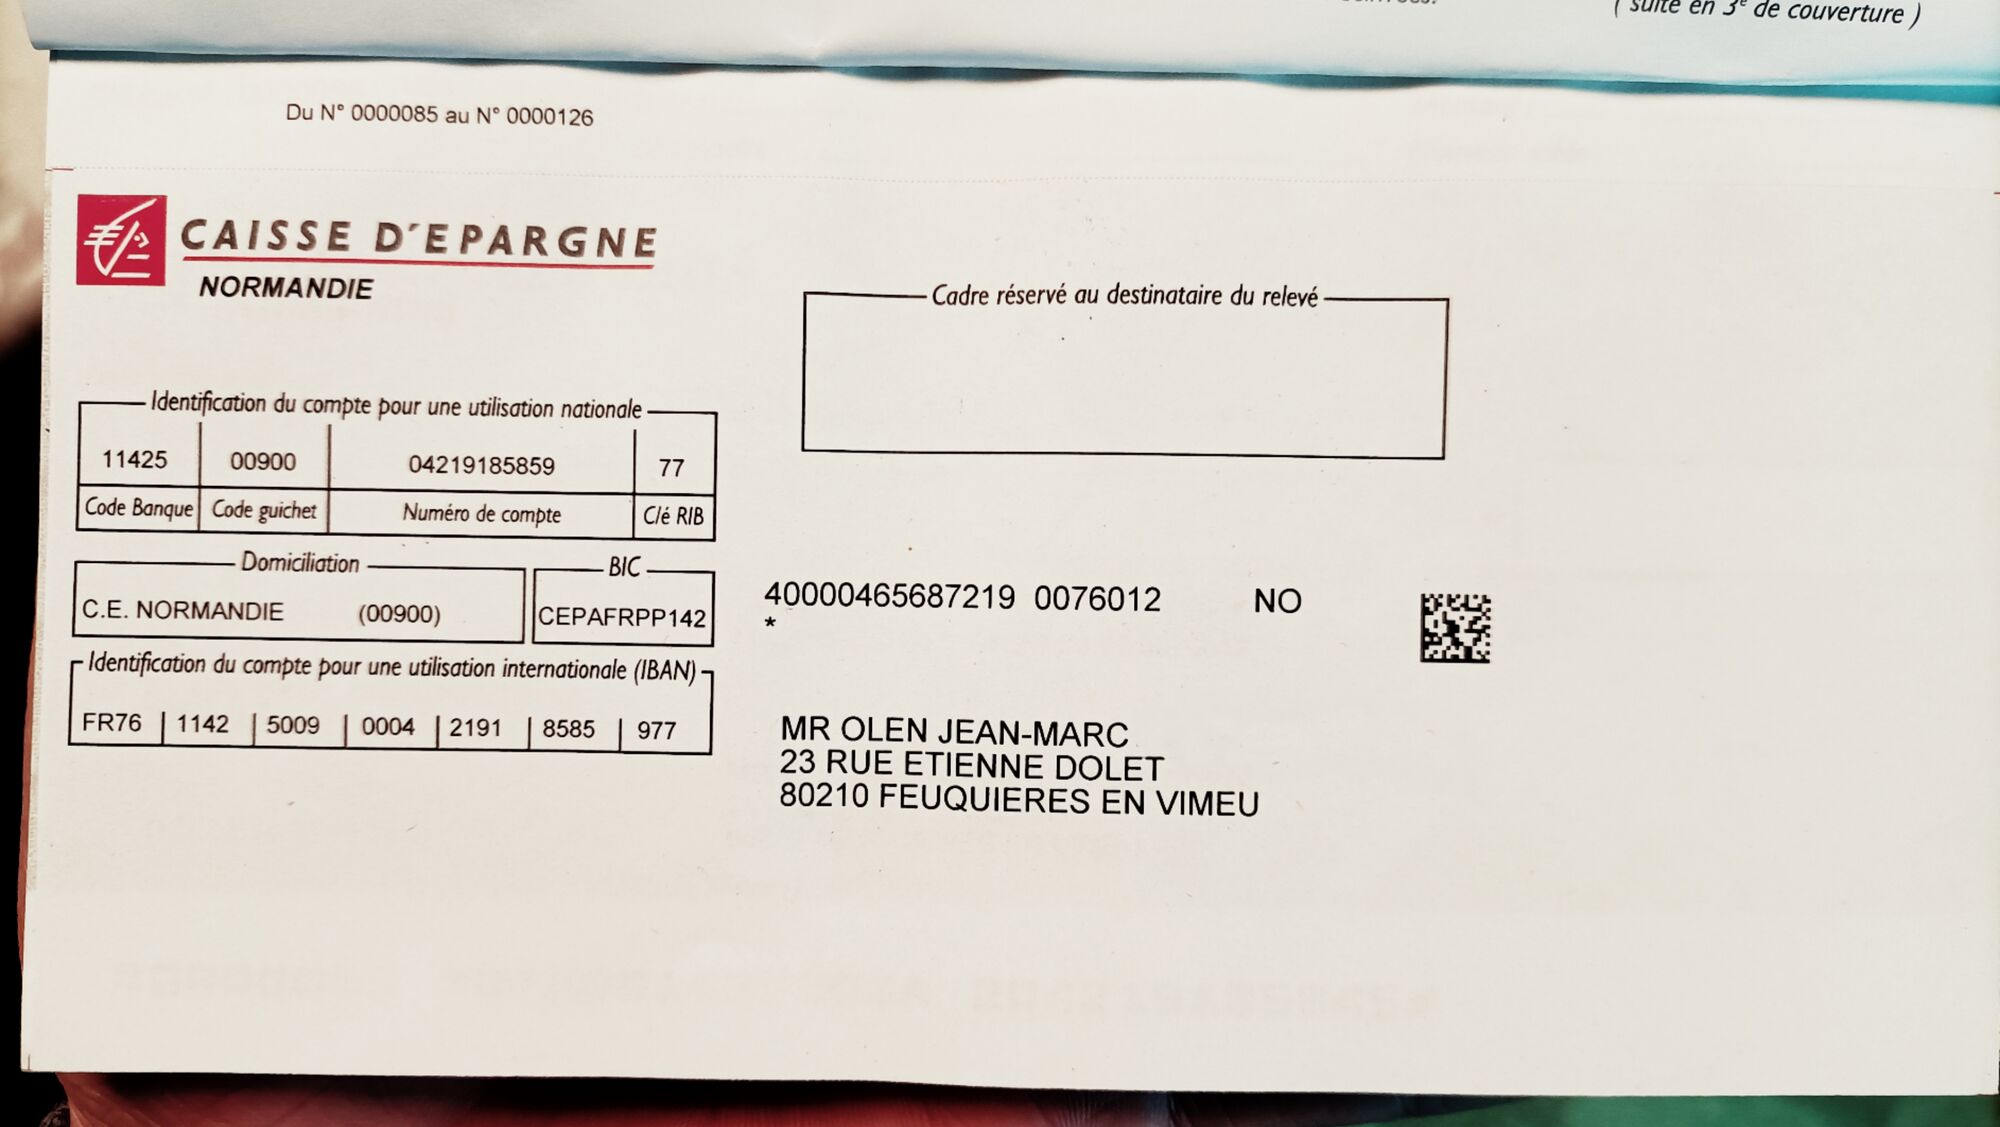 ( suite en 3e de couverture )
Du N° 0000085 au N° 0000126
CAISSE D'EPARGNE
NORMANDIE
Cadre réservé au destinataire du relevé
Identification du compte pour une utilisation nationale
11425 00900 04219185859 77
Code Banque Code guichet Numéro de compte Clé RIB
Domiciliation BIC
C.E. NORMANDIE (00900) CEPAFRPP142
Identification du compte pour une utilisation internationale (IBAN)
FR76 1142 5009 0004 2191 8585 977
40000465687219 0076012 NO
*
MR OLEN JEAN-MARC
23 RUE ETIENNE DOLET
80210 FEUQUIERES EN VIMEU